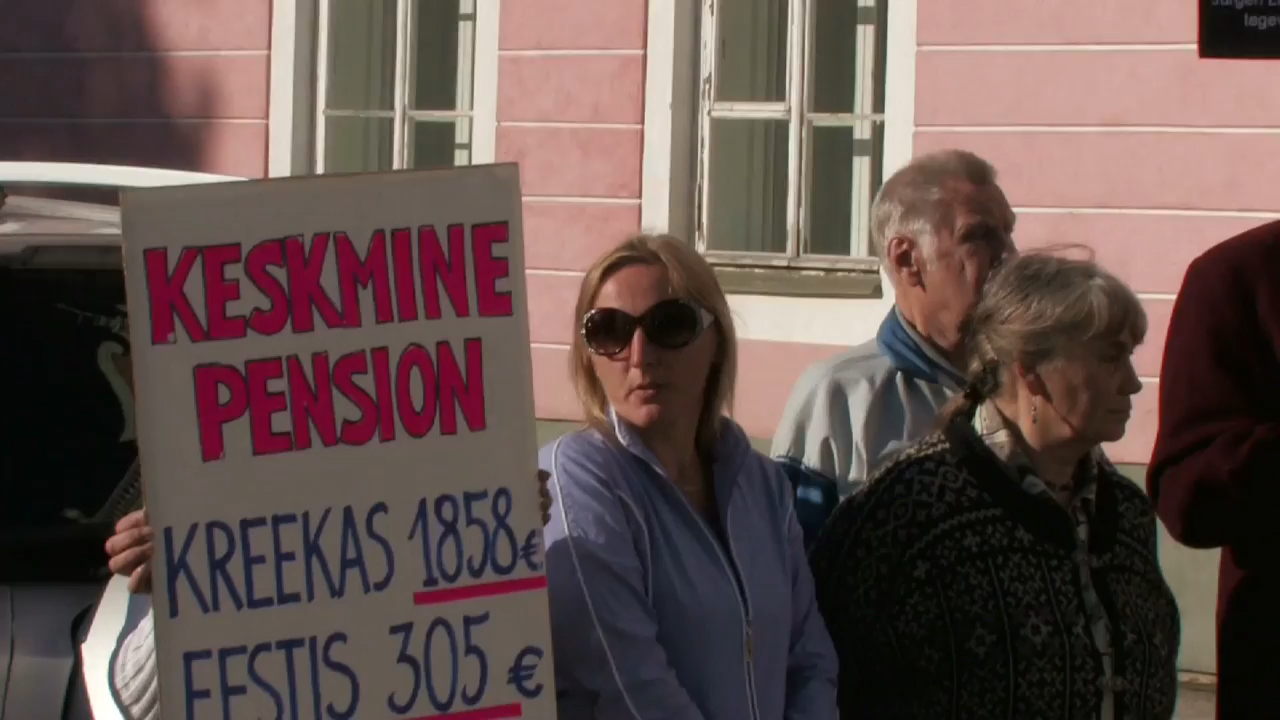 KESKMINE
PENSION
KREEKAS 1858€
EESTIS 305 €